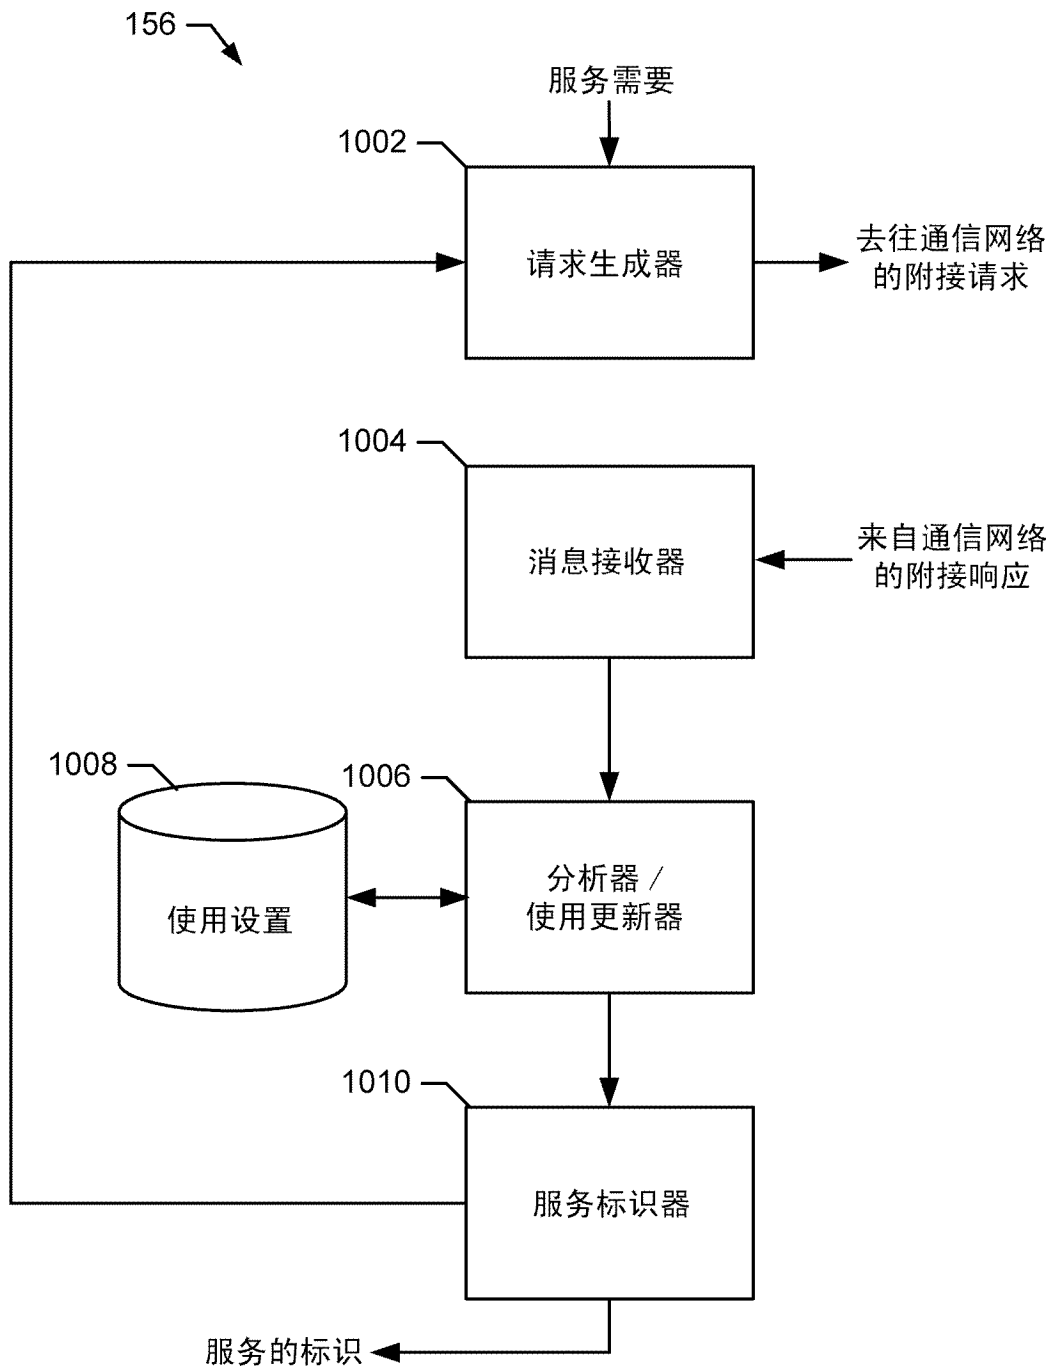 156
服务需要
1002
请求生成器
去往通信网络
的附接请求
1004
消息接收器
来自通信网络
的附接响应
1008
使用设置
1006
分析器／
使用更新器
1010
服务标识器
服务的标识